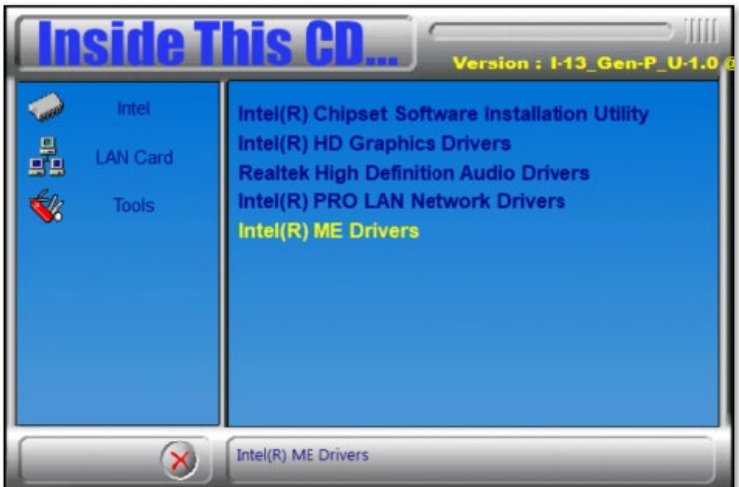 Inside This CD...
Version : I-13_Gen-P_U-1.0
Intel
LAN Card
Tools
Intel(R) Chipset Software Installation Utility
Intel(R) HD Graphics Drivers
Realtek High Definition Audio Drivers
Intel(R) PRO LAN Network Drivers
Intel(R) ME Drivers
Intel(R) ME Drivers